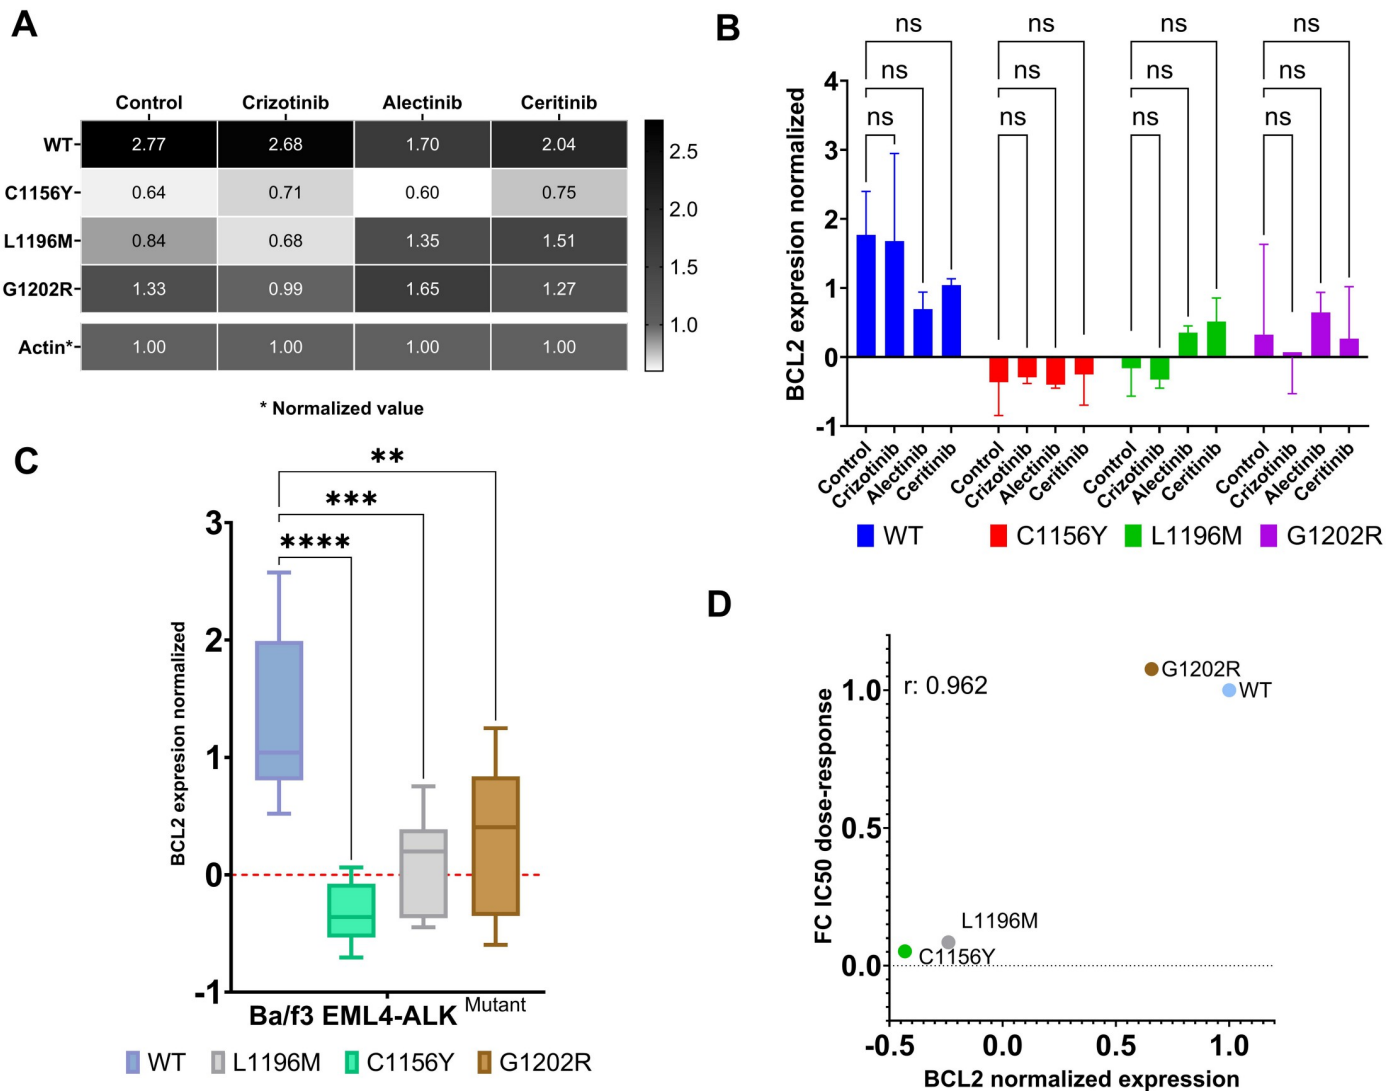 A
Control Crizotinib Alectinib Ceritinib
WT 2.77 2.68 1.70 2.04
C1156Y 0.64 0.71 0.60 0.75
L1196M 0.84 0.68 1.35 1.51
G1202R 1.33 0.99 1.65 1.27
Actin* 1.00 1.00 1.00 1.00
2.5
2.0
1.5
1.0
* Normalized value
B
ns ns ns ns
ns ns ns ns
ns ns ns ns
BCL2 expresion normalized
4
3
2
1
0
-1
Control Crizotinib Alectinib Ceritinib Control Crizotinib Alectinib Ceritinib Control Crizotinib Alectinib Ceritinib Control Crizotinib Alectinib Ceritinib
WT C1156Y L1196M G1202R
C
**
***
****
BCL2 expresion normalized
3
2
1
0
-1
Ba/f3 EML4-ALK Mutant
WT L1196M C1156Y G1202R
D
FC IC50 dose-response
r: 0.962
G1202R
WT
L1196M
C1156Y
1.0
0.5
0.0
-0.5 0.0 0.5 1.0
BCL2 normalized expression